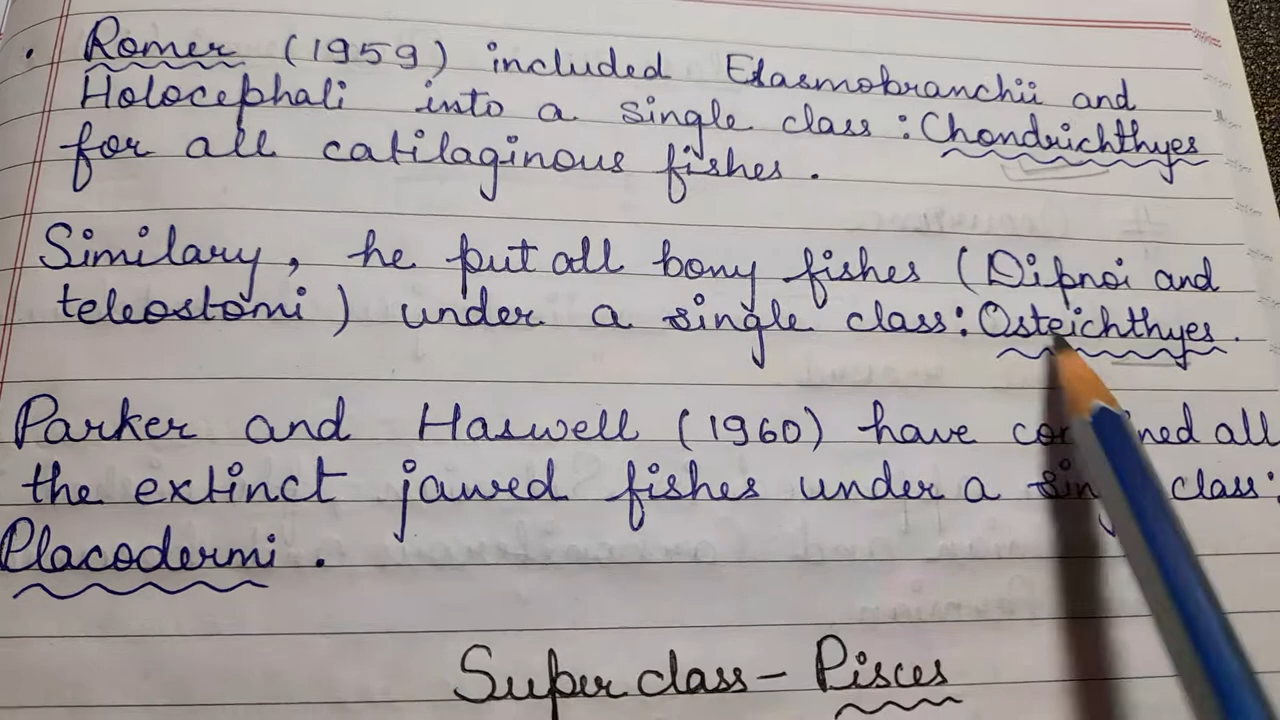 . Romer (1959) included Elasmobranchii and
Holocephali into a single class : Chondrichthyes
for all catilaginous fishes .
Similary, he put all bony fishes (Dipnoi and
teleostomi) under a single class: Osteichthyes .
Parker and Haswell (1960) have all
the extinct jawed fishes under a class:
Placodermi .
Super class - Pisces